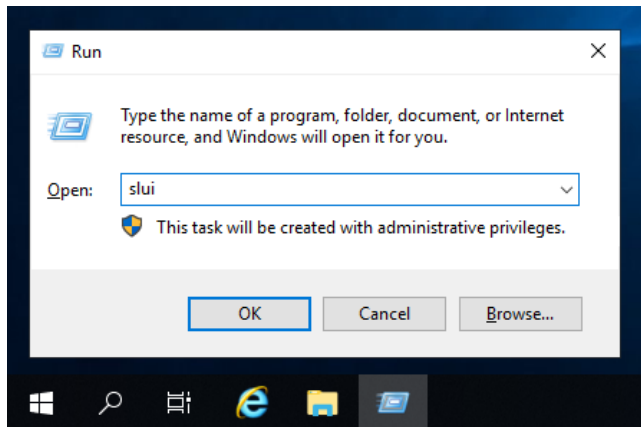 Run
Type the name of a program, folder, document, or Internet
resource, and Windows will open it for you.
Open: slui
This task will be created with administrative privileges.
OK Cancel Browse...